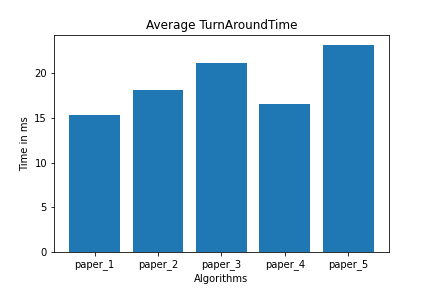 Average TurnAroundTime
Time in ms
20
15
10
5
0
paper_1 paper_2 paper_3 paper_4 paper_5
Algorithms